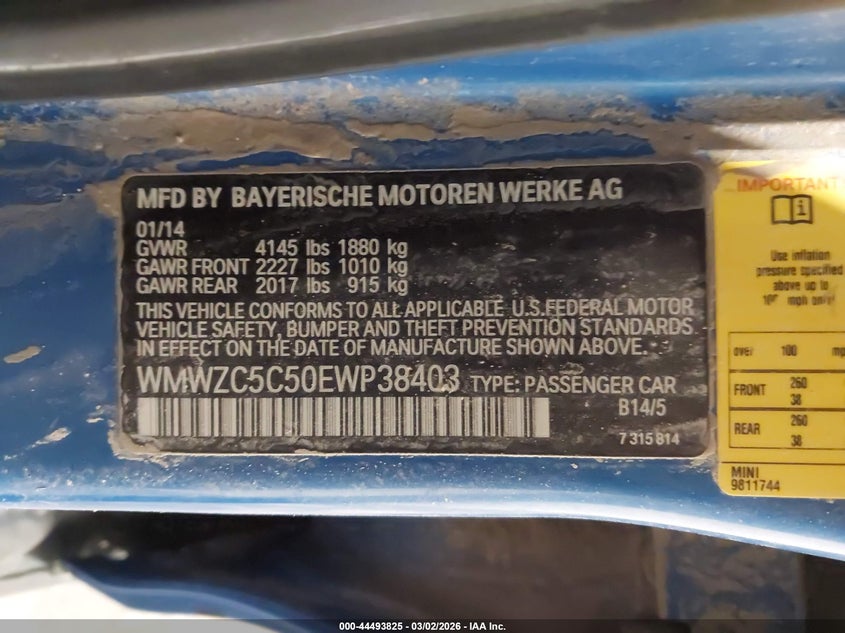 MFD BY BAYERISCHE MOTOREN WERKE AG
01/14
GVWR 4145 lbs 1880 kg
GAWR FRONT 2227 lbs 1010 kg
GAWR REAR 2017 lbs 915 kg
THIS VEHICLE CONFORMS TO ALL APPLICABLE U.S. FEDERAL MOTOR
VEHICLE SAFETY, BUMPER AND THEFT PREVENTION STANDARDS
IN EFFECT ON THE DATE OF MANUFACTURE SHOWN ABOVE.
WMWZC5C50EWP38403 TYPE: PASSENGER CAR
B14/5
7 315 814
IMPORTANT
i
Use inflation
pressure specified
above up to
mph only!
over 100 mp
FRONT 260
38
REAR 260
38
MINI
9811744
000-44493825 - 03/02/2026 - IAA Inc.